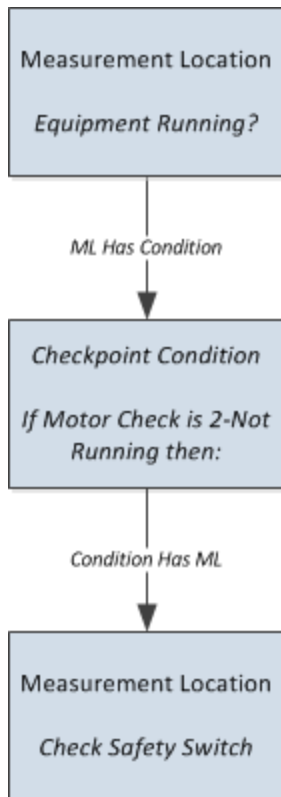 Measurement Location
Equipment Running?
ML Has Condition
Checkpoint Condition
If Motor Check is 2-Not
Running then:
Condition Has ML
Measurement Location
Check Safety Switch